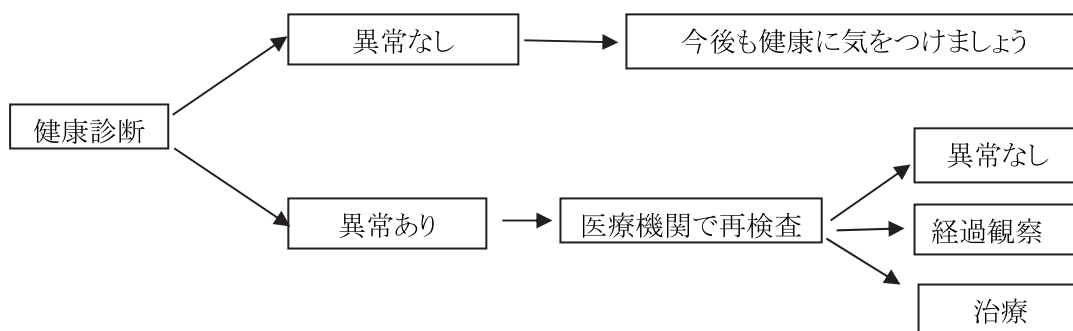 異常なし
今後も健康に気をつけましょう
健康診断
異常なし
異常あり
医療機関で再検査
経過観察
治療